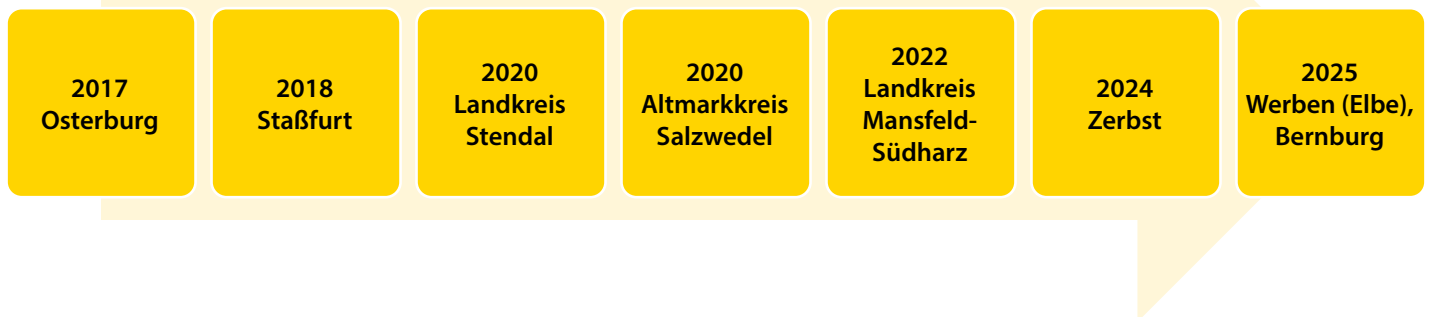 2017
Osterburg
2018
Staßfurt
2020
Landkreis
Stendal
2020
Altmarkkreis
Salzwedel
2022
Landkreis
Mansfeld-
Südharz
2024
Zerbst
2025
Werben (Elbe),
Bernburg